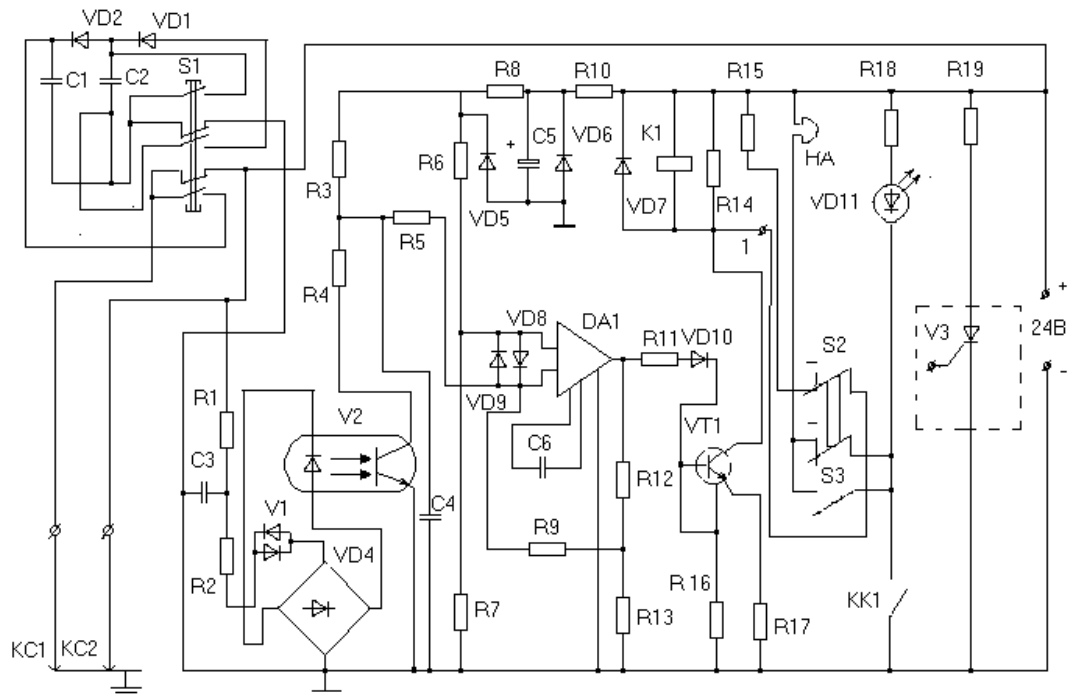 VD2 VD1
C1 C2 S1
R8 R10 R15 R18 R19
R3 R6 VD5 + C5 VD6 VD7 K1 R14 HA VD11
R5 1
R4
VD8 DA1 R11 VD10 S2 V3 24В + -
VD9
R1 V2 C6 VT1
C3 V1 C4 R12 S3
R2 VD4 R9
R7 R13 R16 R17 KK1
KC1 KC2